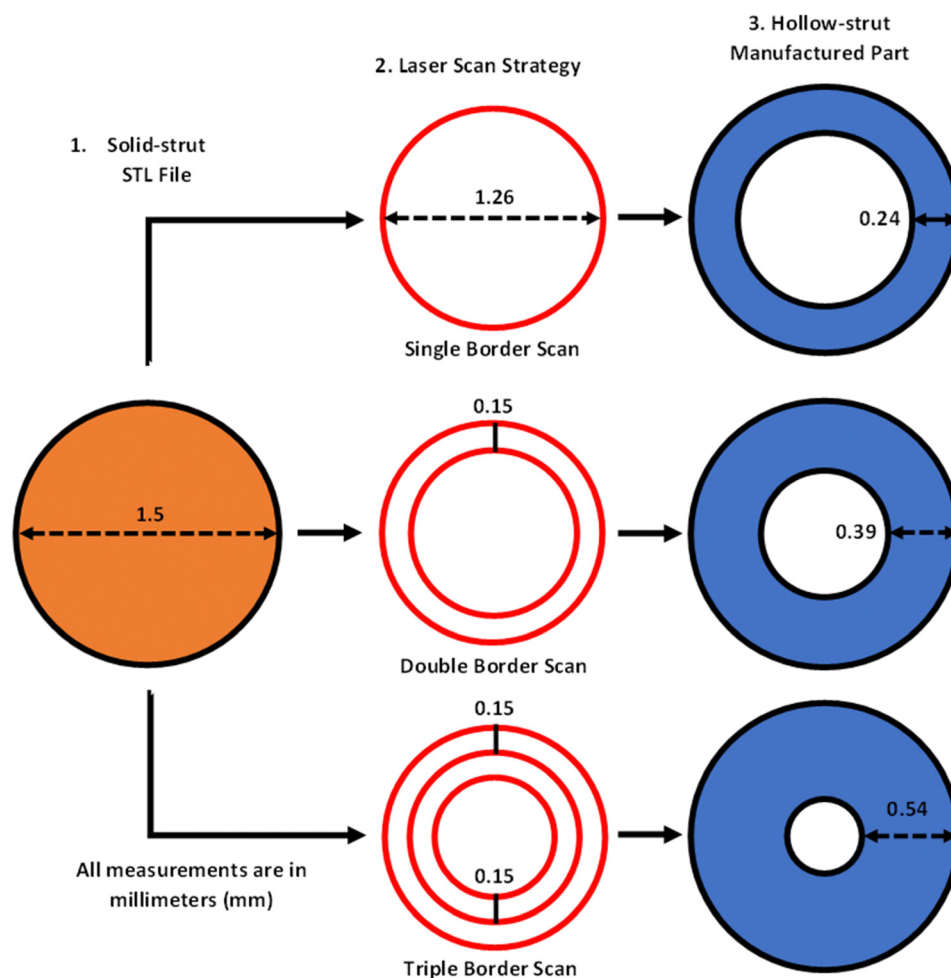 3. Hollow-strut
Manufactured Part
2. Laser Scan Strategy
1. Solid-strut
STL File
1.26
0.24
Single Border Scan
0.15
1.5
0.39
Double Border Scan
0.15
0.54
0.15
All measurements are in
millimeters (mm)
Triple Border Scan